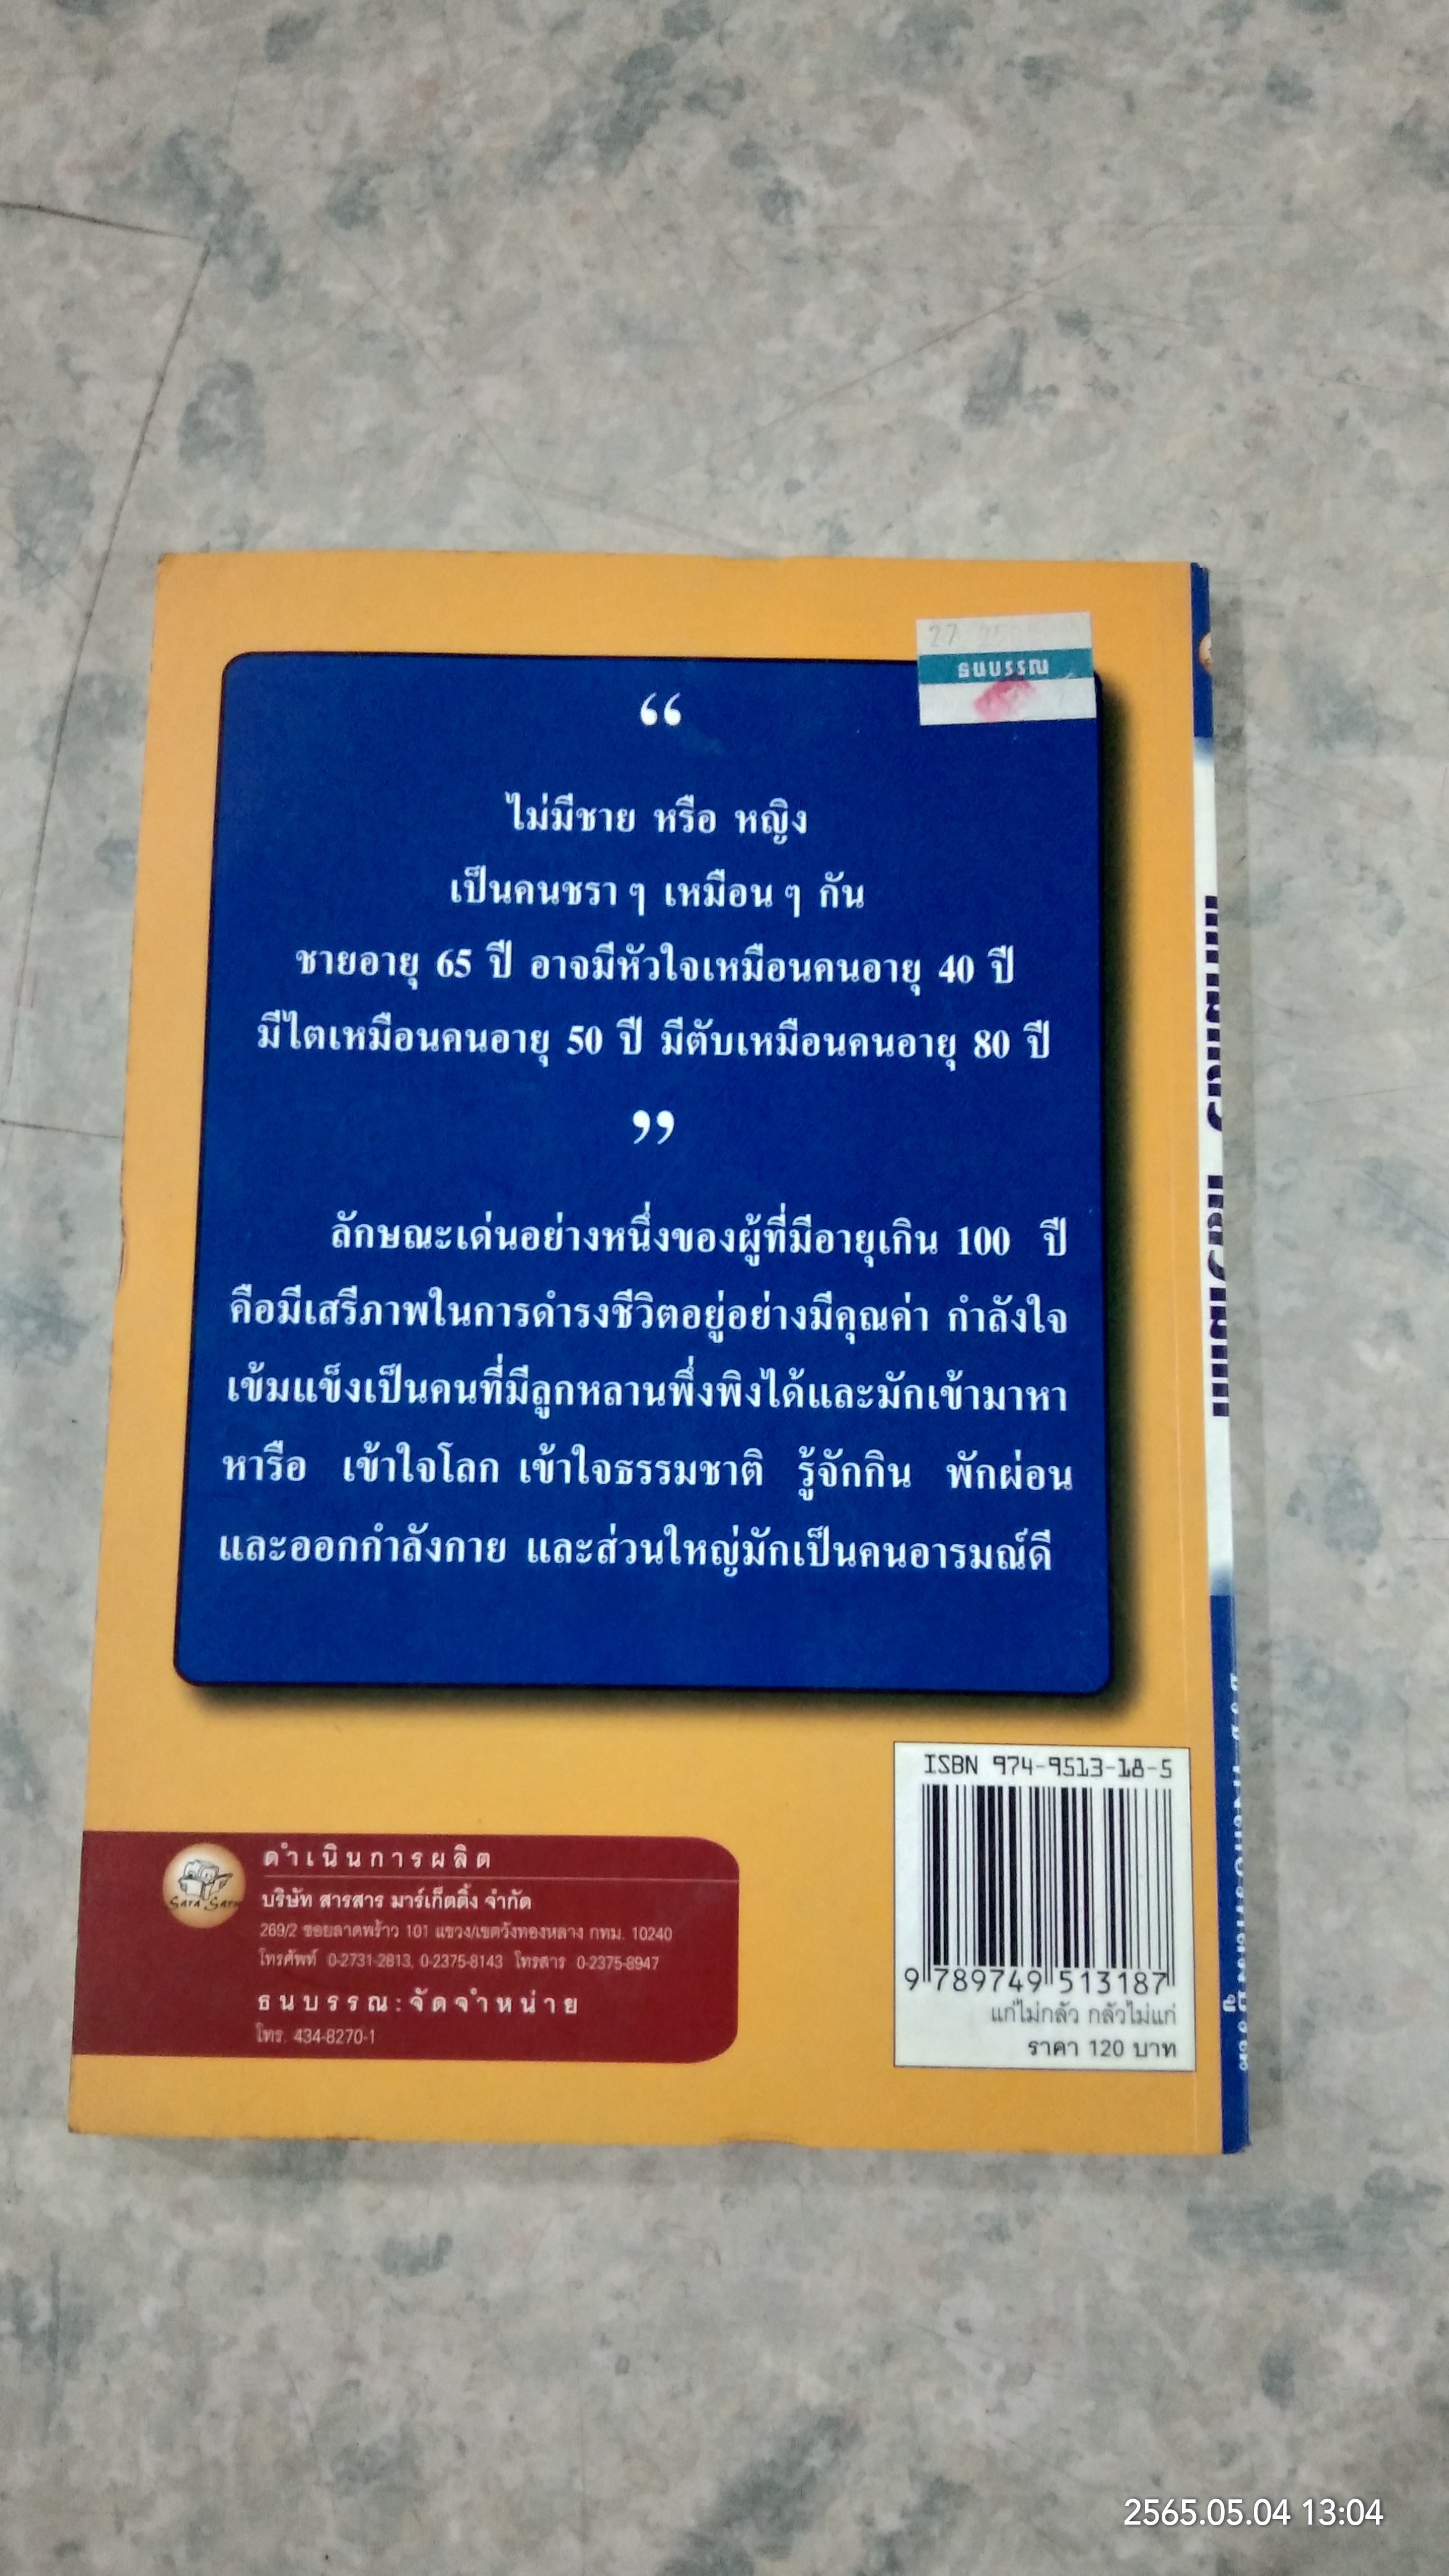 27
ธนบรรณ
“
ไม่มีชาย หรือ หญิง
เป็นคนชรา ๆ เหมือน ๆ กัน
ชายอายุ 65 ปี อาจมีหัวใจเหมือนคนอายุ 40 ปี
มีไตเหมือนคนอายุ 50 ปี มีตับเหมือนคนอายุ 80 ปี
”
ลักษณะเด่นอย่างหนึ่งของผู้ที่มีอายุเกิน 100 ปี
คือมีเสรีภาพในการดำรงชีวิตอยู่อย่างมีคุณค่า กำลังใจ
เข้มแข็งเป็นคนที่มีลูกหลานพึ่งพิงได้และมักเข้ามาหา
หารือ เข้าใจโลก เข้าใจธรรมชาติ รู้จักกิน พักผ่อน
และออกกำลังกาย และส่วนใหญ่มักเป็นคนอารมณ์ดี
ISBN 974-9513-18-5
9 789749 513187
แก่ไม่กลัว กลัวไม่แก่
ราคา 120 บาท
Sara Sara
ดำเนินการผลิต
บริษัท สารสาร มาร์เก็ตติ้ง จำกัด
269/2 ซอยลาดพร้าว 101 แขวง/เขตวังทองหลาง กทม. 10240
โทรศัพท์ 0-2731-2813, 0-2375-8143 โทรสาร 0-2375-8947
ธนบรรณ : จัดจำหน่าย
โทร. 434-8270-1
2565.05.04 13:04